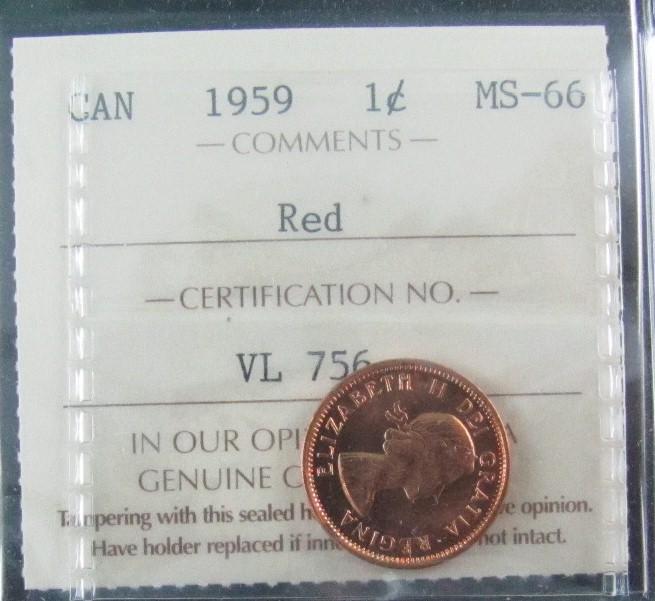 CAN 1959 1¢ MS-66
— COMMENTS —
Red
— CERTIFICATION NO. —
VL 756
IN OUR OPI A
GENUINE C
Tampering with this sealed h ve opinion.
Have holder replaced if inn not intact.
ELIZABETH II DEI GRATIA · REGINA